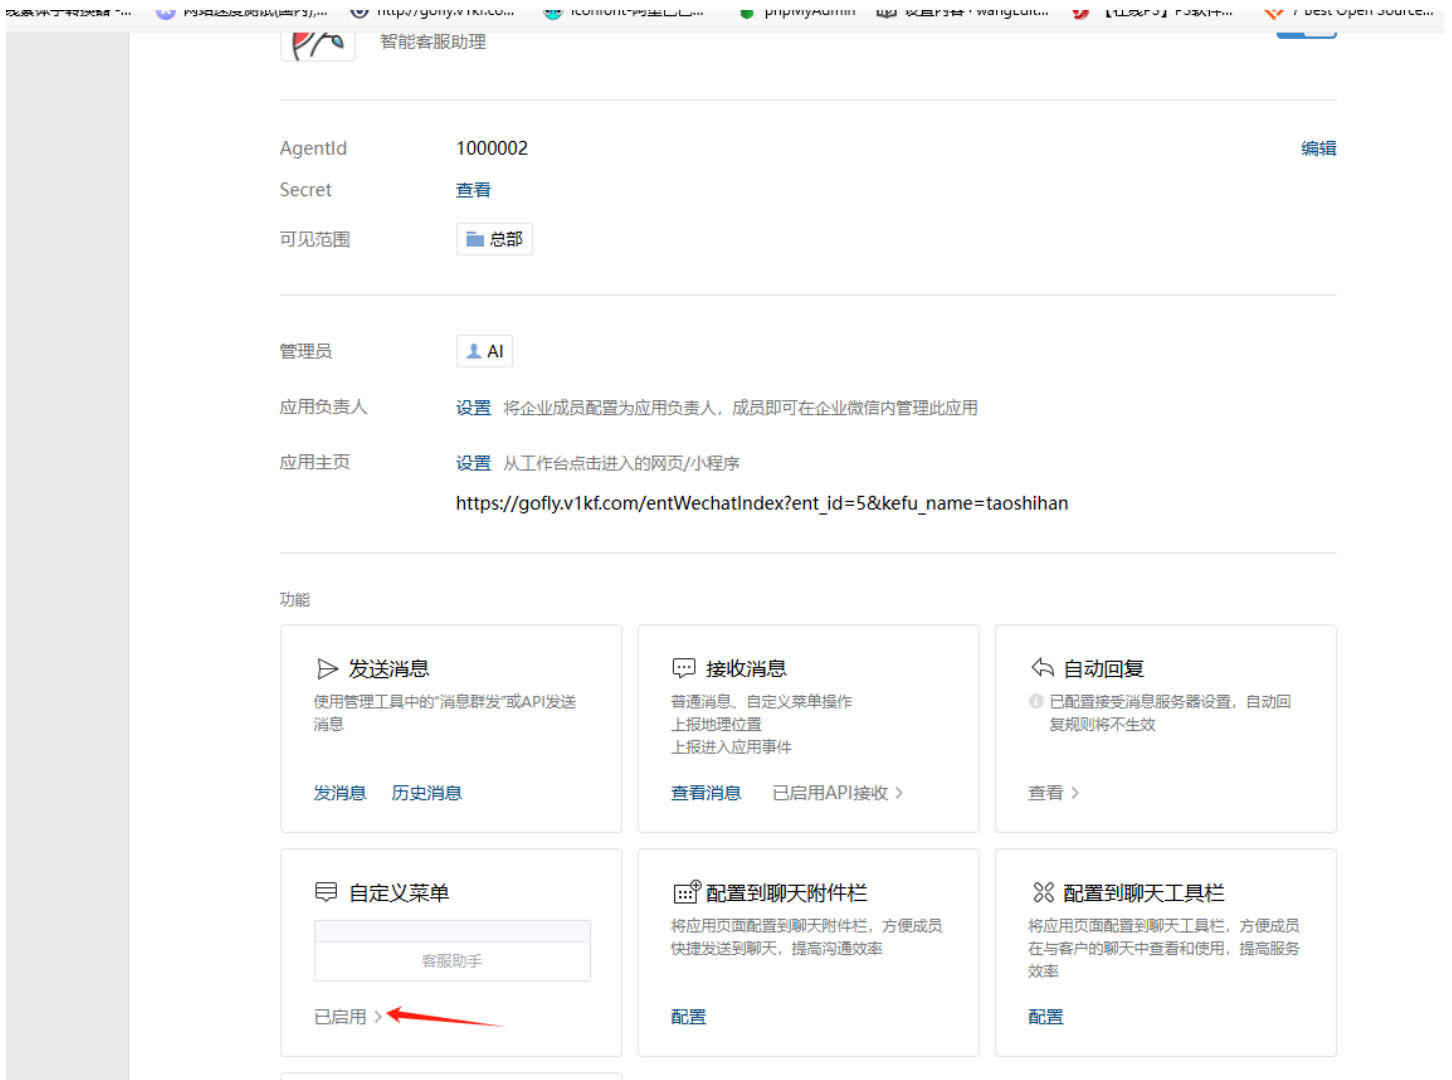 智能客服助理
AgentId 1000002 编辑
Secret 查看
可见范围 总部
管理员 AI
应用负责人 设置 将企业成员配置为应用负责人，成员即可在企业微信内管理此应用
应用主页 设置 从工作台点击进入的网页/小程序
https://gofly.v1kf.com/entWechatIndex?ent_id=5&kefu_name=taoshihan
功能
发送消息
使用管理工具中的"消息群发"或API发送
消息
发消息 历史消息
接收消息
普通消息、自定义菜单操作
上报地理位置
上报进入应用事件
查看消息 已启用API接收
自动回复
已配置接受消息服务器设置，自动回
复规则将不生效
查看
自定义菜单
客服助手
已启用
配置到聊天附件栏
将应用页面配置到聊天附件栏，方便成员
快捷发送到聊天，提高沟通效率
配置
配置到聊天工具栏
将应用页面配置到聊天工具栏，方便成员
在与客户的聊天中查看和使用，提高服务
效率
配置